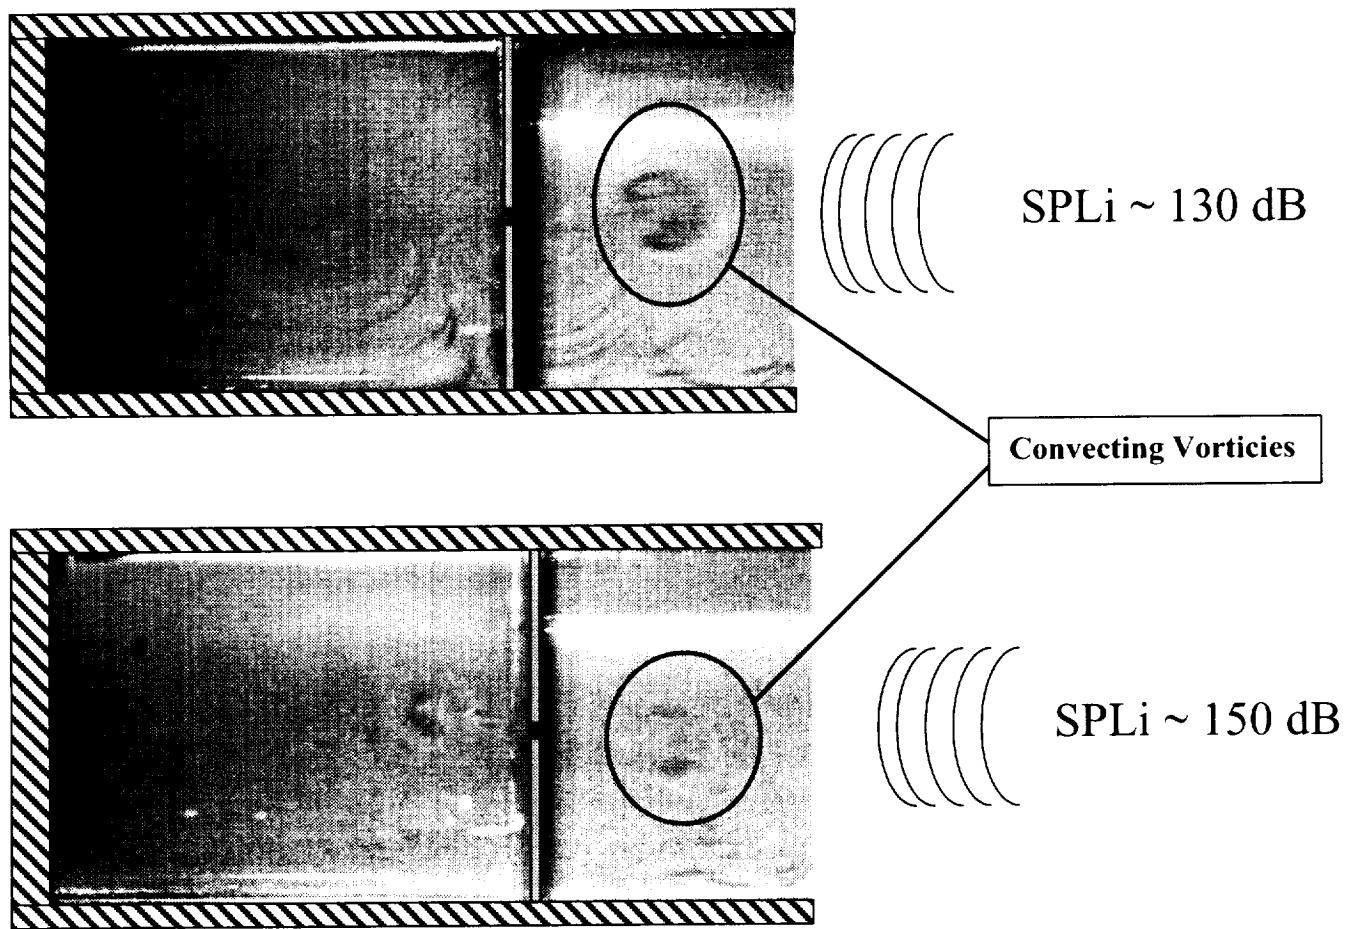 SPLi ~ 130 dB
Convecting Vorticies
SPLi ~ 150 dB